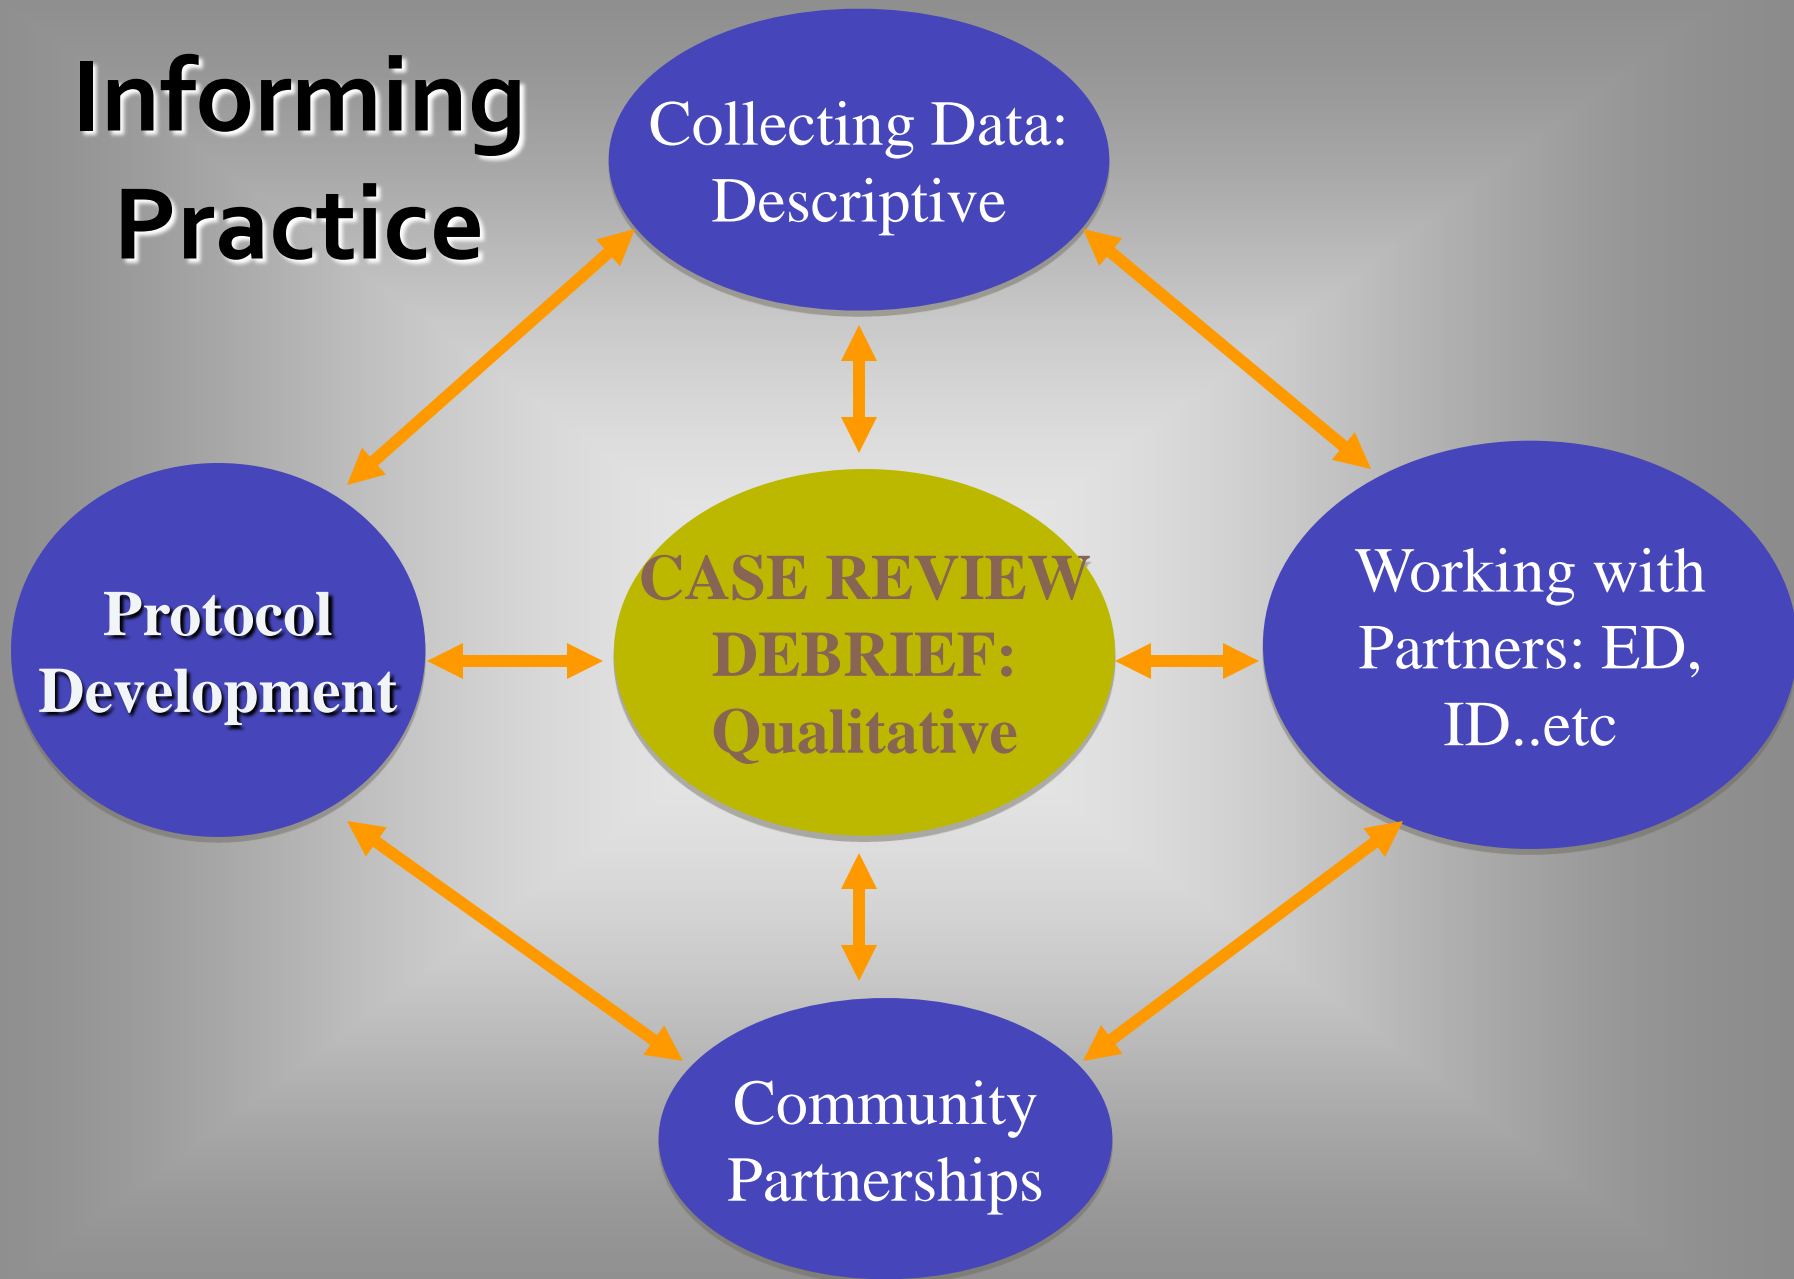 Informing
Practice
Collecting Data:
Descriptive
Protocol
Development
CASE REVIEW
DEBRIEF:
Qualitative
Working with
Partners: ED,
ID..etc
Community
Partnerships